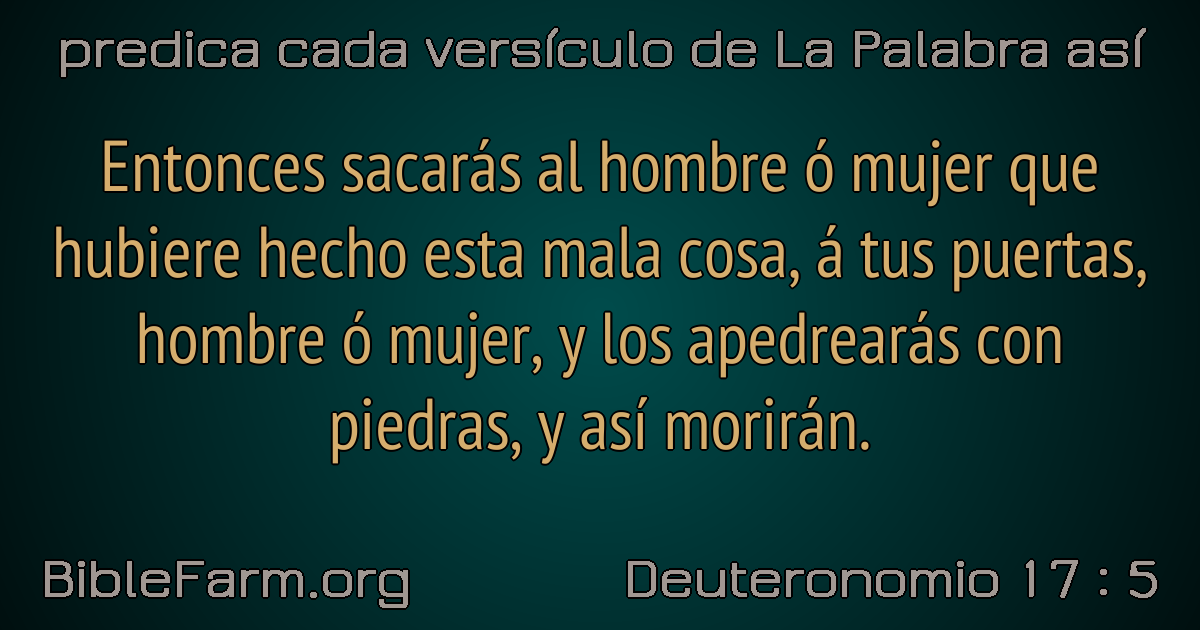 predica cada versículo de La Palabra así
Entonces sacarás al hombre ó mujer que
hubiere hecho esta mala cosa, á tus puertas,
hombre ó mujer, y los apedrearás con
piedras, y así morirán.
BibleFarm.org
Deuteronomio 17 : 5